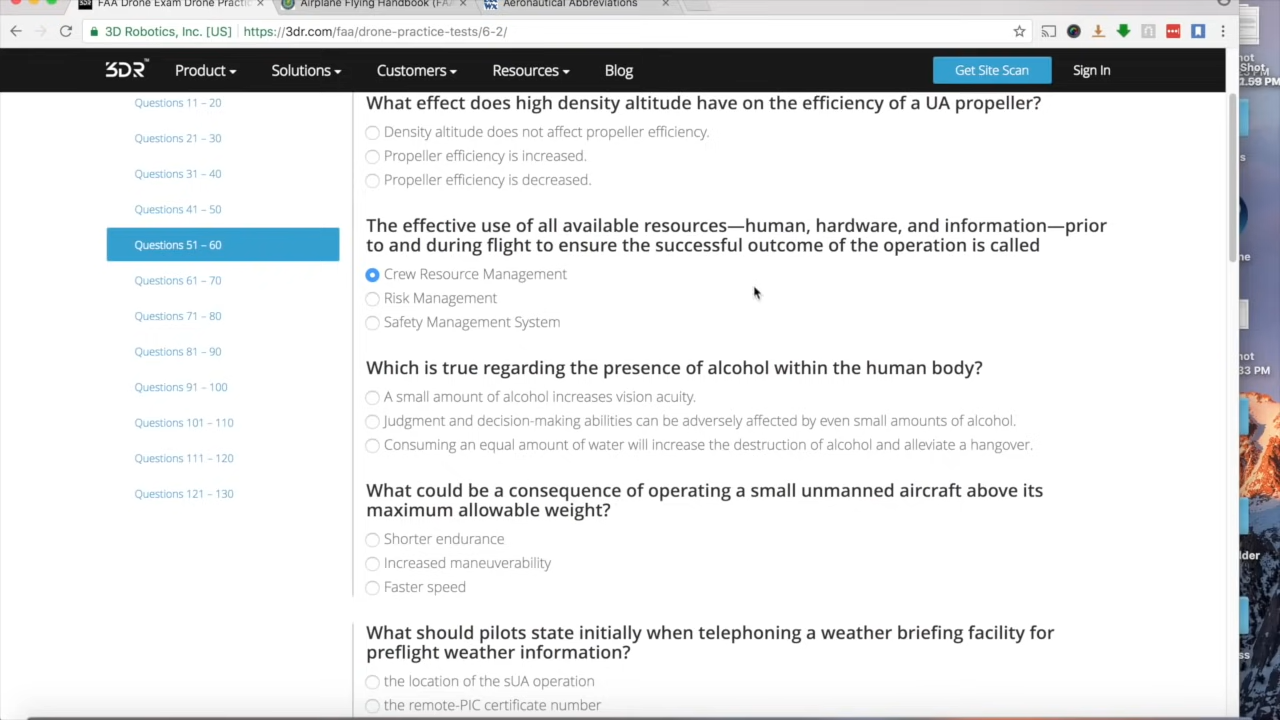 FAA Drone Exam Drone Practic
Airplane Flying Handbook (FAA
Aeronautical Abbreviations
3D Robotics, Inc. [US]
https://3dr.com/faa/drone-practice-tests/6-2/
3DR
Product
Solutions
Customers
Resources
Blog
Get Site Scan
Sign In
Questions 11 – 20
Questions 21 – 30
Questions 31 – 40
Questions 41 – 50
Questions 51 – 60
Questions 61 – 70
Questions 71 – 80
Questions 81 – 90
Questions 91 – 100
Questions 101 – 110
Questions 111 – 120
Questions 121 – 130
What effect does high density altitude have on the efficiency of a UA propeller?
Density altitude does not affect propeller efficiency.
Propeller efficiency is increased.
Propeller efficiency is decreased.
The effective use of all available resources—human, hardware, and information—prior
to and during flight to ensure the successful outcome of the operation is called
Crew Resource Management
Risk Management
Safety Management System
Which is true regarding the presence of alcohol within the human body?
A small amount of alcohol increases vision acuity.
Judgment and decision-making abilities can be adversely affected by even small amounts of alcohol.
Consuming an equal amount of water will increase the destruction of alcohol and alleviate a hangover.
What could be a consequence of operating a small unmanned aircraft above its
maximum allowable weight?
Shorter endurance
Increased maneuverability
Faster speed
What should pilots state initially when telephoning a weather briefing facility for
preflight weather information?
the location of the sUA operation
the remote-PIC certificate number